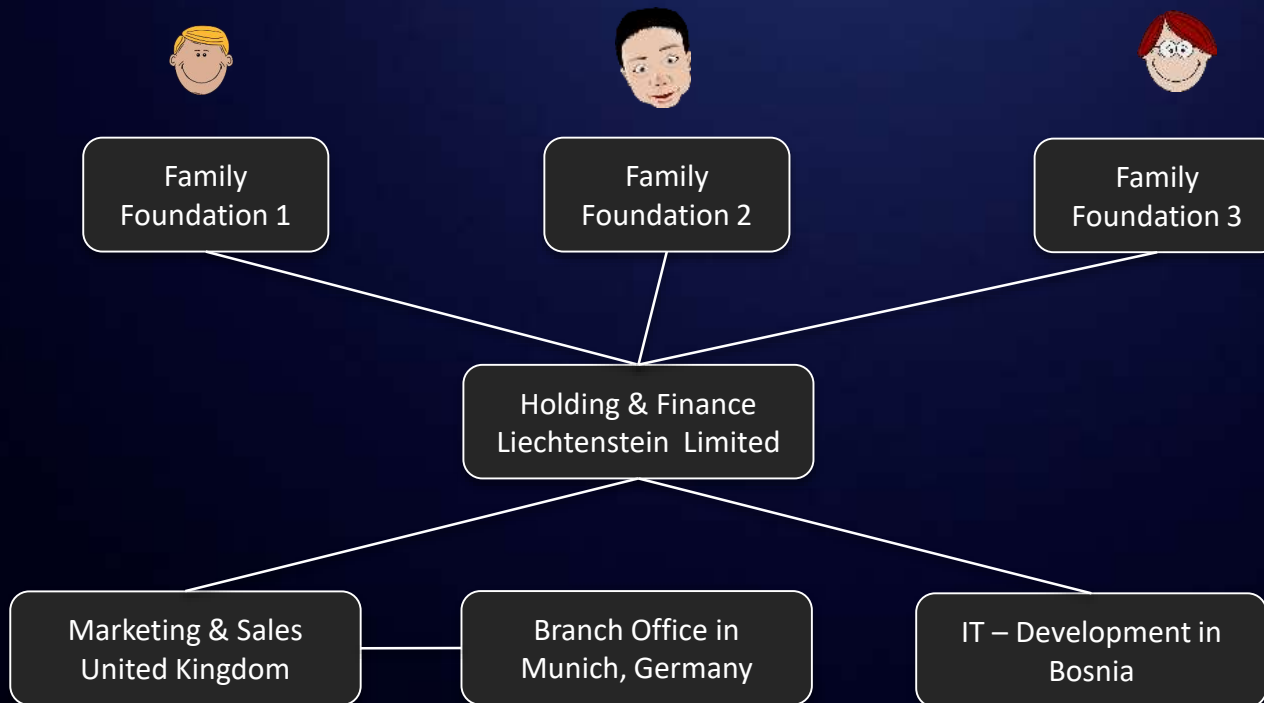 Family
Foundation 1
Family
Foundation 2
Family
Foundation 3
Holding & Finance
Liechtenstein  Limited
Marketing & Sales
United Kingdom
Branch Office in
Munich, Germany
IT – Development in
Bosnia